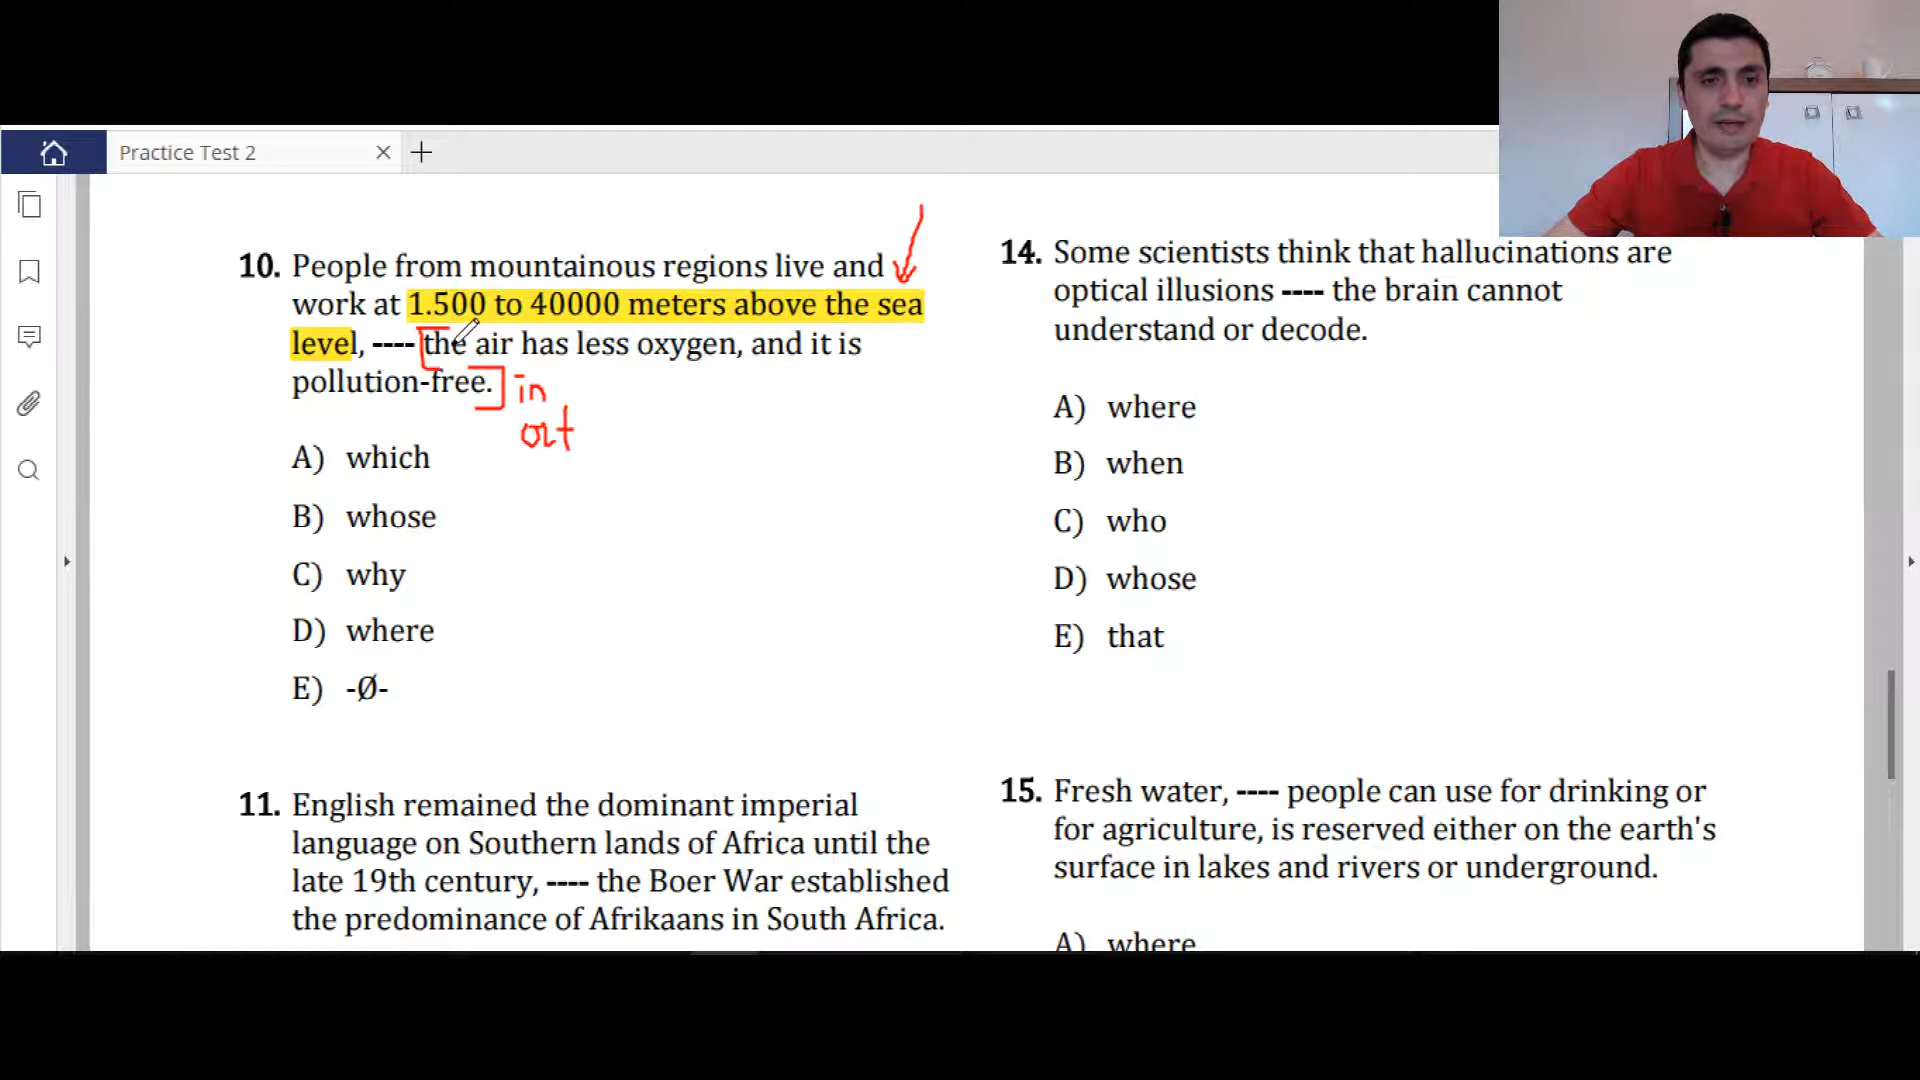 Practice Test 2
10. People from mountainous regions live and
work at 1.500 to 40000 meters above the sea
level, ---- the air has less oxygen, and it is
pollution-free.
in
out
A) which
B) whose
C) why
D) where
E) -Ø-
11. English remained the dominant imperial
language on Southern lands of Africa until the
late 19th century, ---- the Boer War established
the predominance of Afrikaans in South Africa.
14. Some scientists think that hallucinations are
optical illusions ---- the brain cannot
understand or decode.
A) where
B) when
C) who
D) whose
E) that
15. Fresh water, ---- people can use for drinking or
for agriculture, is reserved either on the earth's
surface in lakes and rivers or underground.
A) where